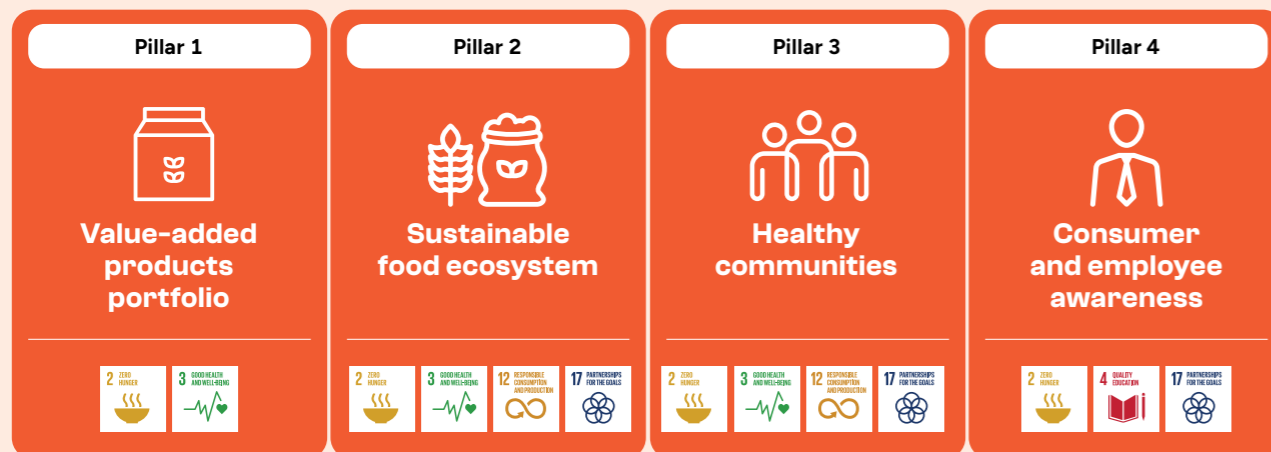 Pillar 1
Value-added
products
portfolio
2 ZERO
HUNGER
3 GOOD HEALTH
AND WELL-BEING
Pillar 2
Sustainable
food ecosystem
2 ZERO
HUNGER
3 GOOD HEALTH
AND WELL-BEING
12 RESPONSIBLE
CONSUMPTION
AND PRODUCTION
17 PARTNERSHIPS
FOR THE GOALS
Pillar 3
Healthy
communities
2 ZERO
HUNGER
3 GOOD HEALTH
AND WELL-BEING
12 RESPONSIBLE
CONSUMPTION
AND PRODUCTION
17 PARTNERSHIPS
FOR THE GOALS
Pillar 4
Consumer
and employee
awareness
2 ZERO
HUNGER
4 QUALITY
EDUCATION
17 PARTNERSHIPS
FOR THE GOALS